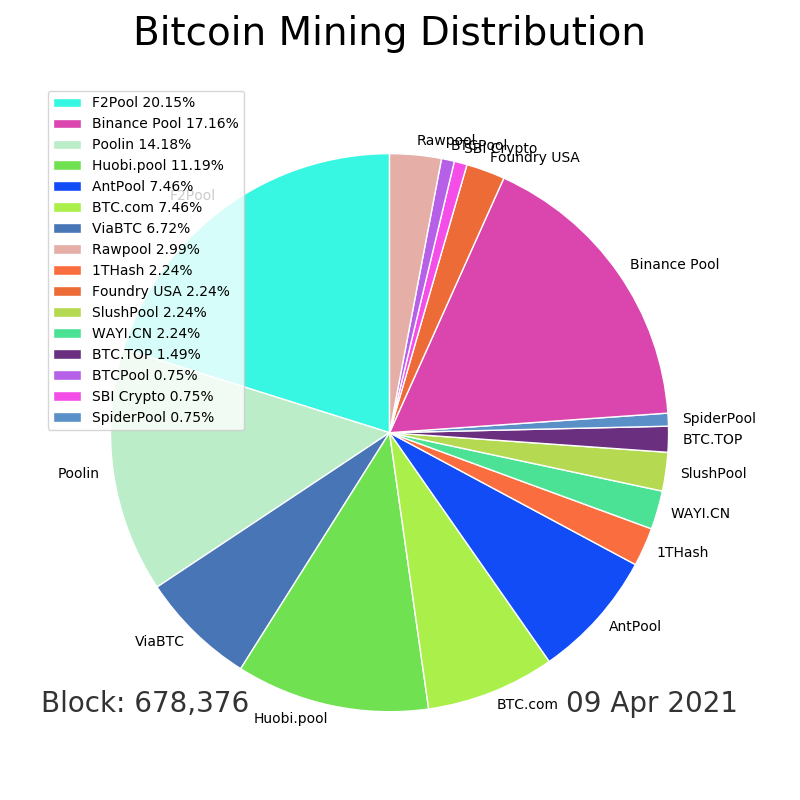 Bitcoin Mining Distribution
F2Pool 20.15%
Binance Pool 17.16%
Poolin 14.18%
Huobi.pool 11.19%
AntPool 7.46%
BTC.com 7.46%
ViaBTC 6.72%
Rawpool 2.99%
1THash 2.24%
Foundry USA 2.24%
SlushPool 2.24%
WAYI.CN 2.24%
BTC.TOP 1.49%
BTCPool 0.75%
SBI Crypto 0.75%
SpiderPool 0.75%
F2Pool
Rawpool
BTCPool
SBI Crypto
Foundry USA
Binance Pool
SpiderPool
BTC.TOP
SlushPool
WAYI.CN
1THash
AntPool
BTC.com
Huobi.pool
ViaBTC
Poolin
Block: 678,376
09 Apr 2021